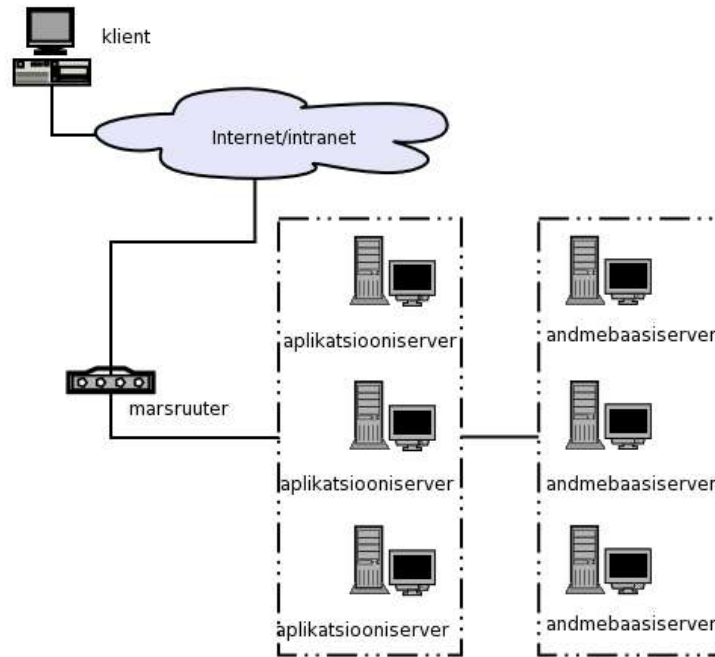 klient
Internet/intranet
aplikatsiooniserver
andmebaasiserver
marsruuter
aplikatsiooniserver
andmebaasiserver
aplikatsiooniserver
andmebaasiserver